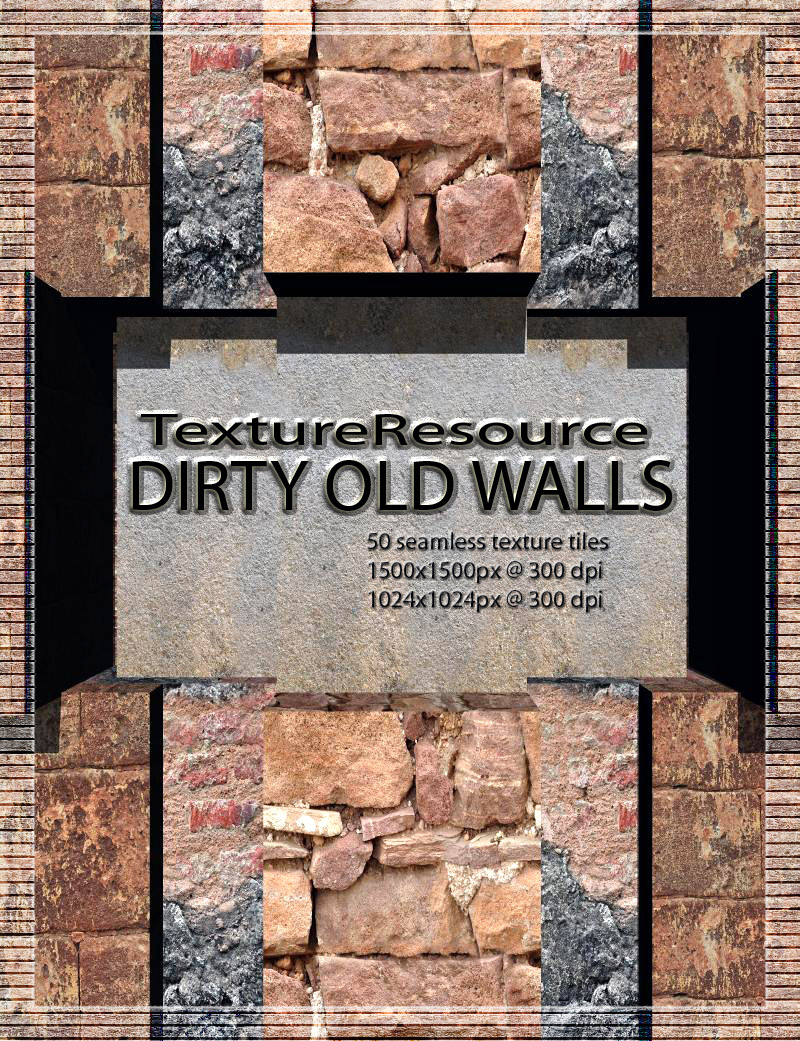 TextureResource
DIRTY OLD WALLS
50 seamless texture tiles
1500x1500px @ 300 dpi
1024x1024px @ 300 dpi